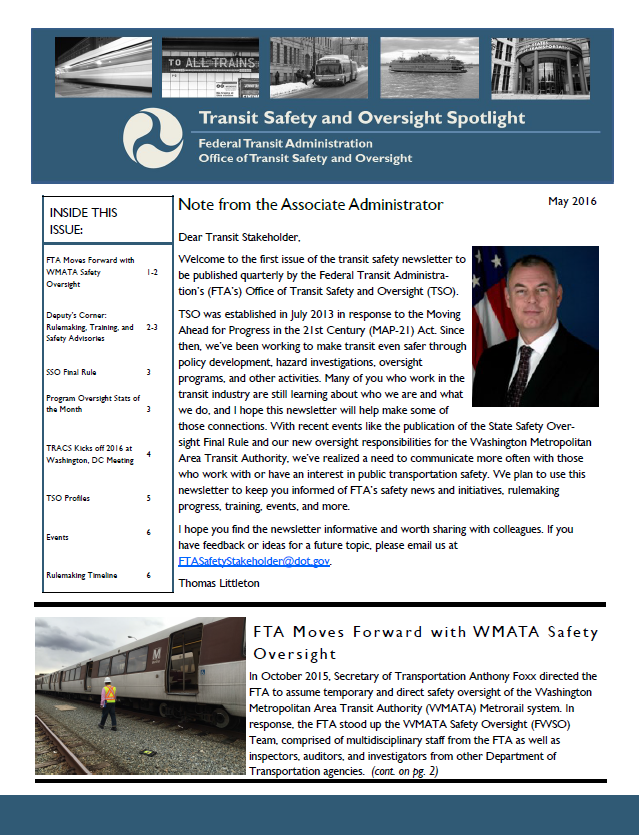 TO ALL TRAINS
Transit Safety and Oversight Spotlight
Federal Transit Administration
Office of Transit Safety and Oversight
INSIDE THIS
ISSUE:
FTA Moves Forward with
WMATA Safety 1-2
Oversight
Deputy's Corner:
Rulemaking, Training, and 2-3
Safety Advisories
SSO Final Rule 3
Program Oversight Stats of
the Month 3
TRACS Kicks off 2016 at
Washington, DC Meeting 4
TSO Profiles 5
Events 6
Rulemaking Timeline 6
Note from the Associate Administrator
May 2016
Dear Transit Stakeholder,
Welcome to the first issue of the transit safety newsletter to
be published quarterly by the Federal Transit Administra-
tion's (FTA's) Office of Transit Safety and Oversight (TSO).
TSO was established in July 2013 in response to the Moving
Ahead for Progress in the 21st Century (MAP-21) Act. Since
then, we've been working to make transit even safer through
policy development, hazard investigations, oversight
programs, and other activities. Many of you who work in the
transit industry are still learning about who we are and what
we do, and I hope this newsletter will help make some of
those connections. With recent events like the publication of the State Safety Over-
sight Final Rule and our new oversight responsibilities for the Washington Metropolitan
Area Transit Authority, we've realized a need to communicate more often with those
who work with or have an interest in public transportation safety. We plan to use this
newsletter to keep you informed of FTA's safety news and initiatives, rulemaking
progress, training, events, and more.
I hope you find the newsletter informative and worth sharing with colleagues. If you
have feedback or ideas for a future topic, please email us at
FTASafetyStakeholder@dot.gov.
Thomas Littleton
M
FTA Moves Forward with WMATA Safety
Oversight
In October 2015, Secretary of Transportation Anthony Foxx directed the
FTA to assume temporary and direct safety oversight of the Washington
Metropolitan Area Transit Authority (WMATA) Metrorail system. In
response, the FTA stood up the WMATA Safety Oversight (FWSO)
Team, comprised of multidisciplinary staff from the FTA as well as
inspectors, auditors, and investigators from other Department of
Transportation agencies. (cont. on pg. 2)